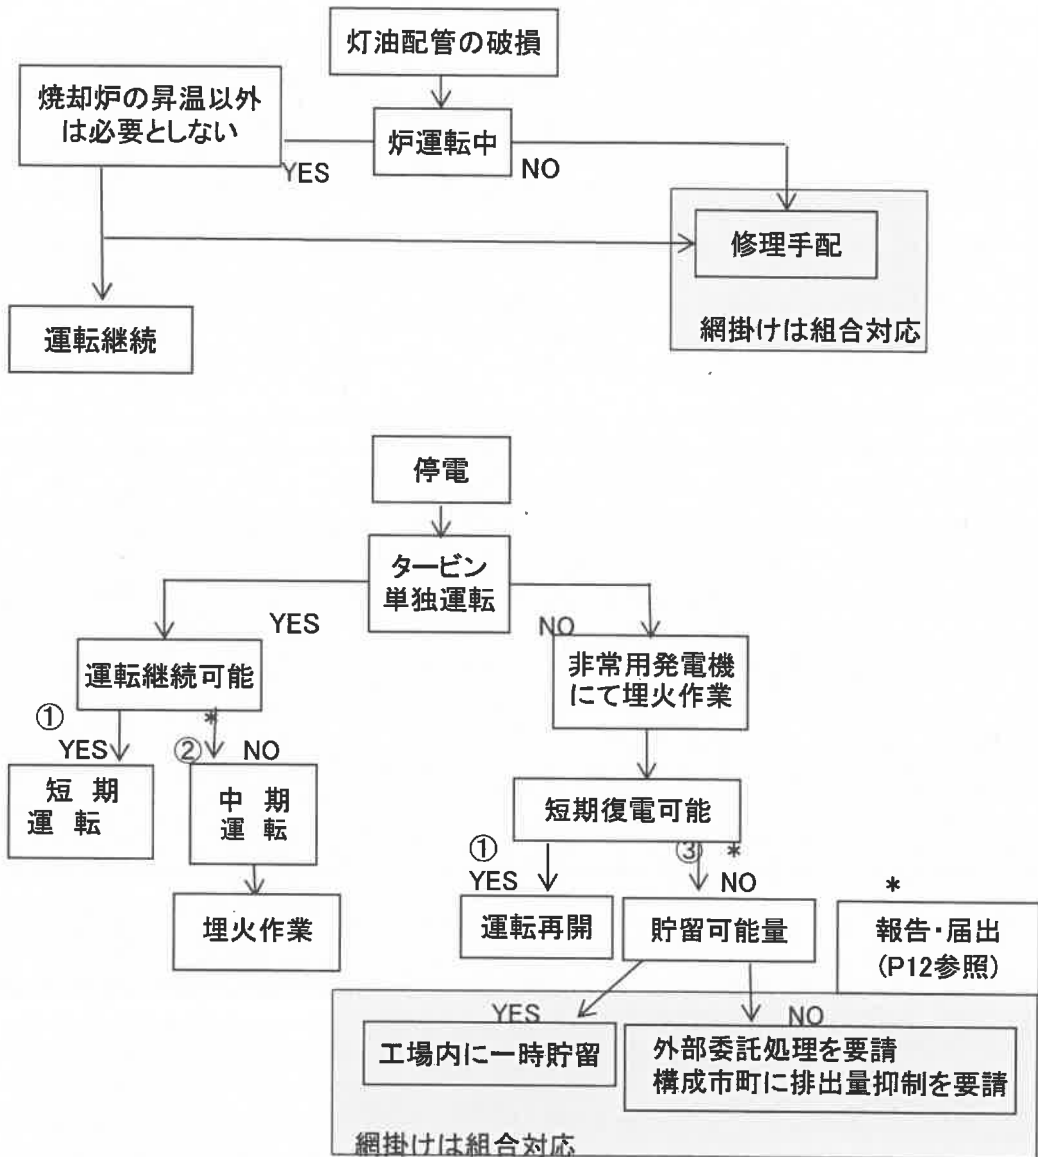 灯油配管の破損
焼却炉の昇温以外
は必要としない
炉運転中
YES
NO
修理手配
網掛けは組合対応
運転継続
停電
タービン
単独運転
YES
NO
運転継続可能
非常用発電機
にて埋火作業
①
*
YES
②
NO
短 期
運 転
中 期
運 転
短期復電可能
①
③
*
YES
NO
*
埋火作業
運転再開
貯留可能量
報告・届出
(P12参照)
YES
NO
工場内に一時貯留
外部委託処理を要請
構成市町に排出量抑制を要請
網掛けは組合対応